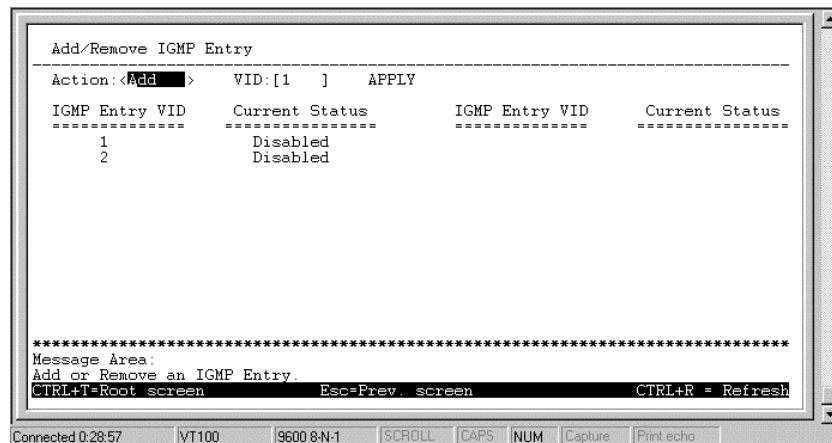 Add/Remove IGMP Entry
Action:<Add    >    VID:[1   ]    APPLY
IGMP Entry VID    Current Status    IGMP Entry VID    Current Status
==============    ================    ==============    ================
1    Disabled
2    Disabled
*******************************************************************************
Message Area:
Add or Remove an IGMP Entry.
CTRL+T=Root screen    Esc=Prev. screen    CTRL+R = Refresh
Connected 0:28:57    VT100    9600 8-N-1    SCROLL    CAPS    NUM    Capture    Print echo